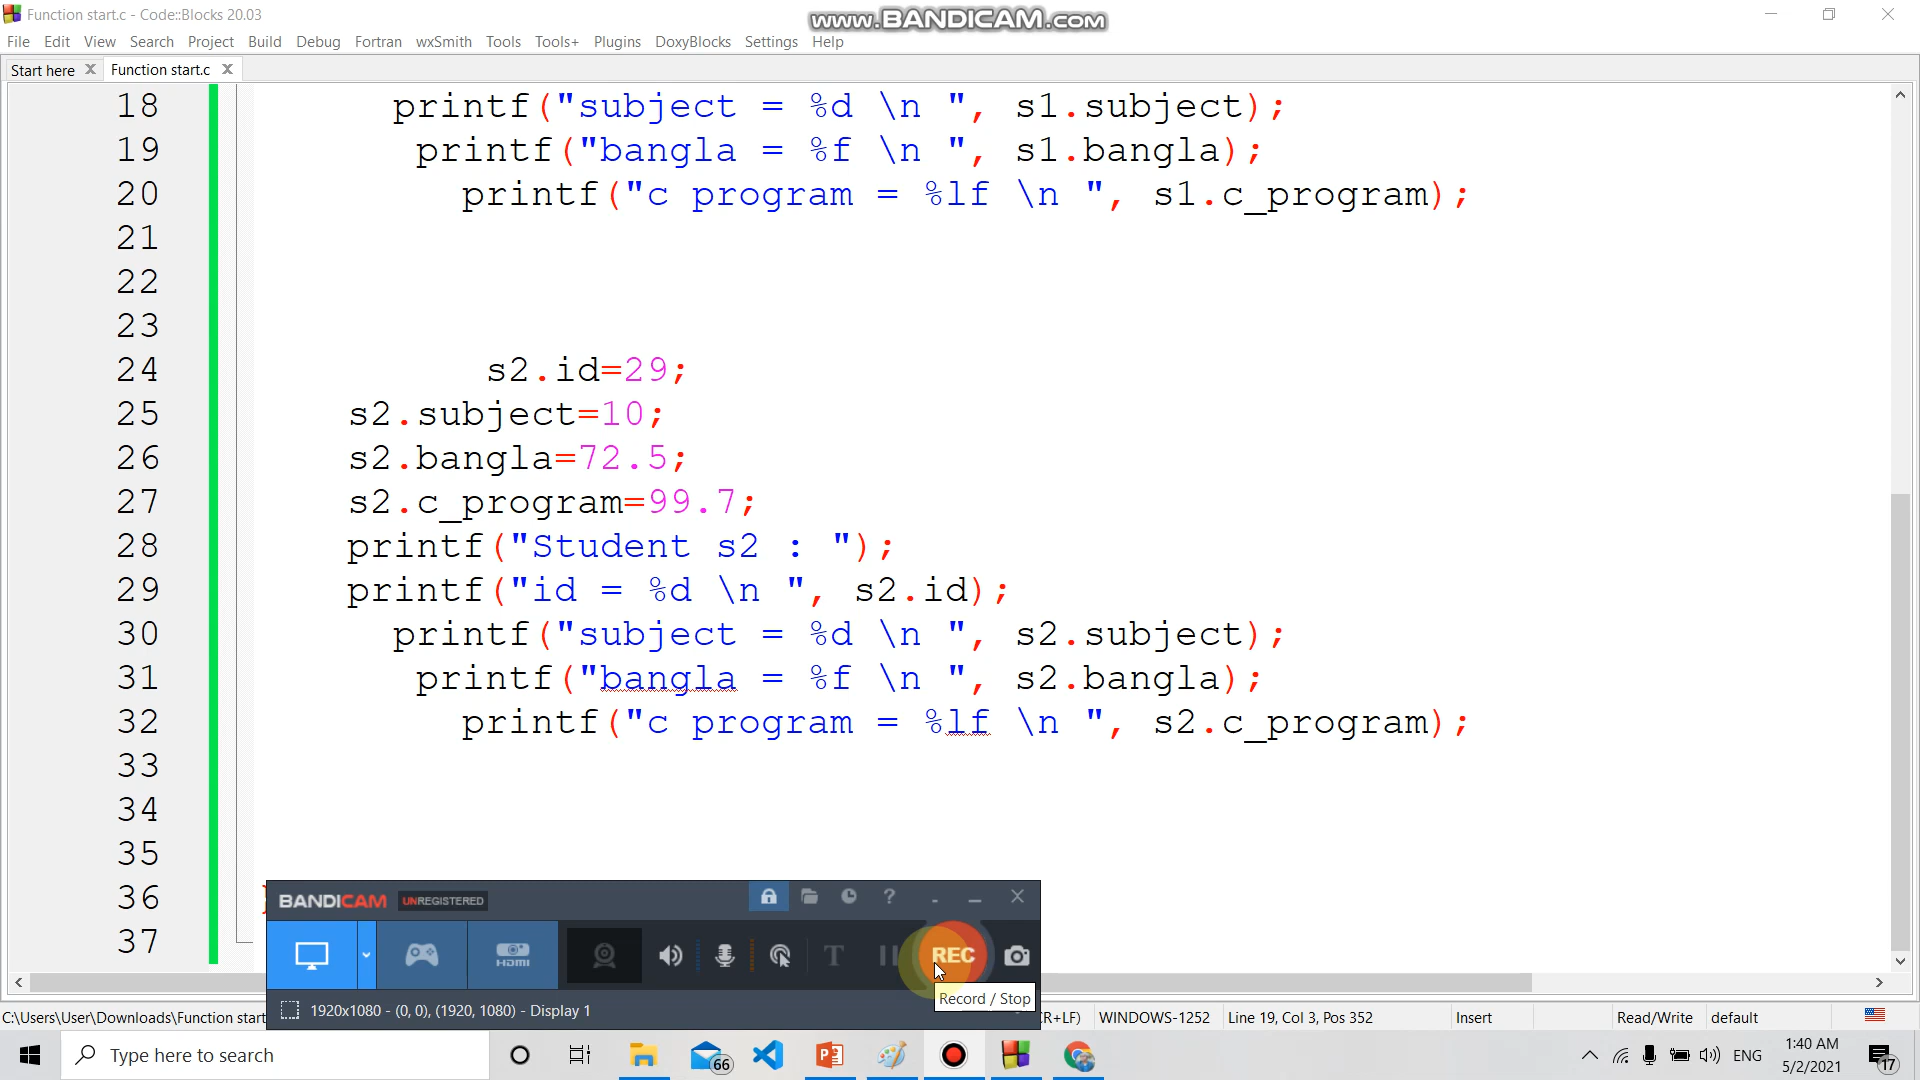 Function start.c - Code::Blocks 20.03
www.BANDICAM.com
File Edit View Search Project Build Debug Fortran wxSmith Tools Tools+ Plugins DoxyBlocks Settings Help
Start here Function start.c
18 printf("subject = %d \n ", s1.subject);
19 printf("bangla = %f \n ", s1.bangla);
20 printf("c program = %lf \n ", s1.c_program);
21
22
23
24 s2.id=29;
25 s2.subject=10;
26 s2.bangla=72.5;
27 s2.c_program=99.7;
28 printf("Student s2 : ");
29 printf("id = %d \n ", s2.id);
30 printf("subject = %d \n ", s2.subject);
31 printf("bangla = %f \n ", s2.bangla);
32 printf("c program = %lf \n ", s2.c_program);
33
34
35
36
37
BANDICAM UNREGISTERED
HDMI T REC
Record / Stop
1920x1080 - (0, 0), (1920, 1080) - Display 1
C:\Users\User\Downloads\Function start WINDOWS-1252 Line 19, Col 3, Pos 352 Insert Read/Write default
Type here to search 66 ENG 1:40 AM
5/2/2021 17